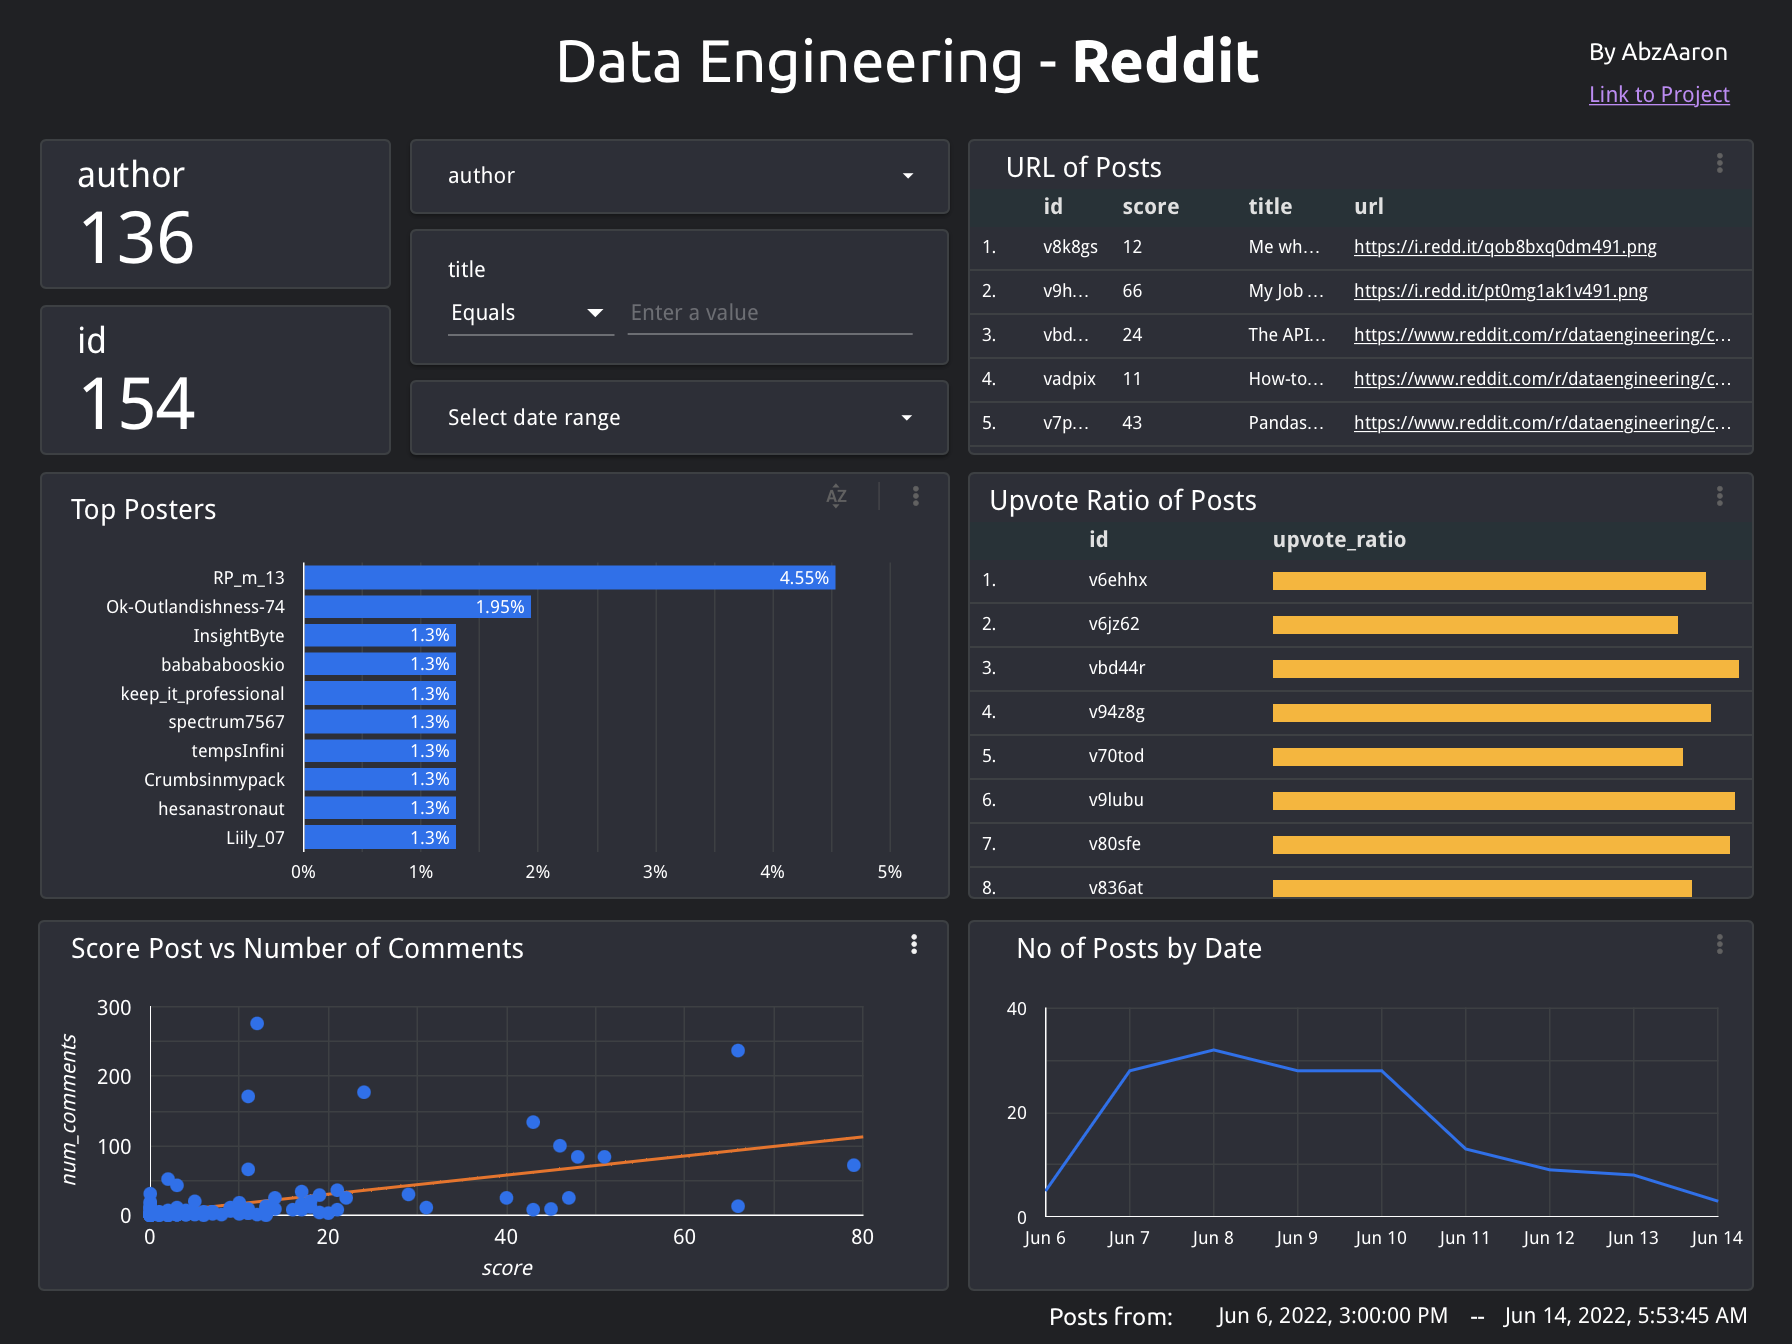 Data Engineering - Reddit
By AbzAaron
Link to Project
author
136
id
154
author
title
Equals
Enter a value
Select date range
URL of Posts
id score title url
1. v8k8gs 12 Me wh... https://i.redd.it/qob8bxq0dm491.png
2. v9h... 66 My Job ... https://i.redd.it/pt0mg1ak1v491.png
3. vbd... 24 The API... https://www.reddit.com/r/dataengineering/c...
4. vadpix 11 How-to... https://www.reddit.com/r/dataengineering/c...
5. v7p... 43 Pandas... https://www.reddit.com/r/dataengineering/c...
Top Posters
AZ
RP_m_13 4.55%
Ok-Outlandishness-74 1.95%
InsightByte 1.3%
babababooskio 1.3%
keep_it_professional 1.3%
spectrum7567 1.3%
tempsInfini 1.3%
Crumbsinmypack 1.3%
hesanastronaut 1.3%
Liily_07 1.3%
0% 1% 2% 3% 4% 5%
Upvote Ratio of Posts
id upvote_ratio
1. v6ehhx
2. v6jz62
3. vbd44r
4. v94z8g
5. v70tod
6. v9lubu
7. v80sfe
8. v836at
Score Post vs Number of Comments
300
200
100
0
num_comments
0 20 40 60 80
score
No of Posts by Date
40
20
0
Jun 6 Jun 7 Jun 8 Jun 9 Jun 10 Jun 11 Jun 12 Jun 13 Jun 14
Posts from: Jun 6, 2022, 3:00:00 PM -- Jun 14, 2022, 5:53:45 AM